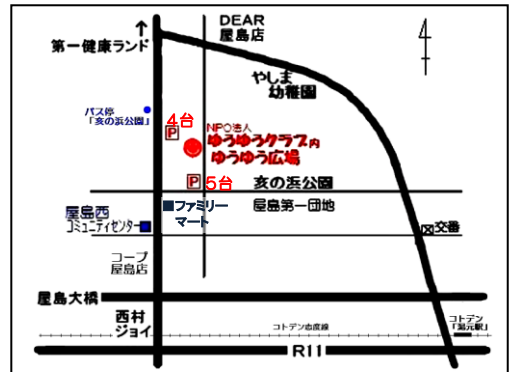 DEAR
屋島店
4
↑
第一健康ランド
やしま
幼稚園
バス停
「亥の浜公園」
4台
P
NPO法人
ゆうゆうクラブ内
ゆうゆう広場
P
5台
亥の浜公園
ファミリー
マート
屋島第一団地
屋島西
コミュニティセンター
交番
コープ
屋島店
屋島大橋
西村
ジョイ
コトデン志度線
コトデン
「潟元駅」
R11